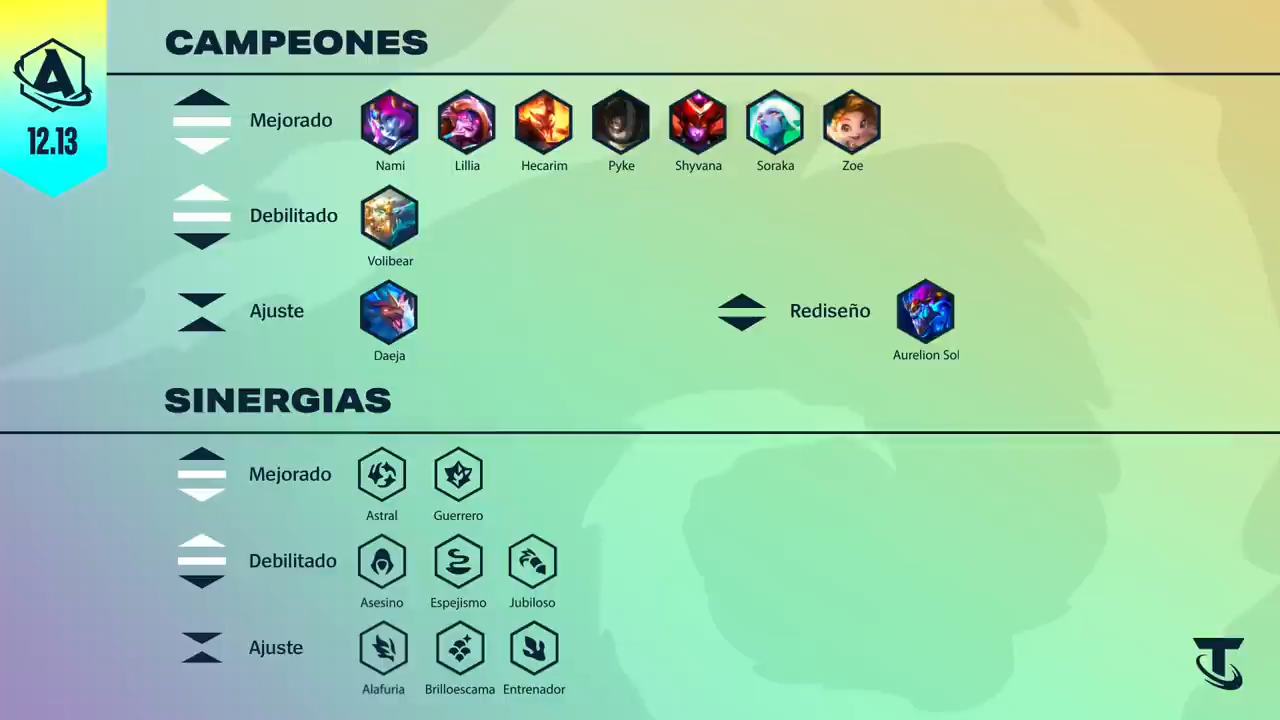 CAMPEONES
12.13
Mejorado
Nami Lillia Hecarim Pyke Shyvana Soraka Zoe
Debilitado
Volibear
Ajuste
Daeja
Rediseño
Aurelion Sol
SINERGIAS
Mejorado
Astral Guerrero
Debilitado
Asesino Espejismo Jubiloso
Ajuste
Alafuria Brilloescama Entrenador